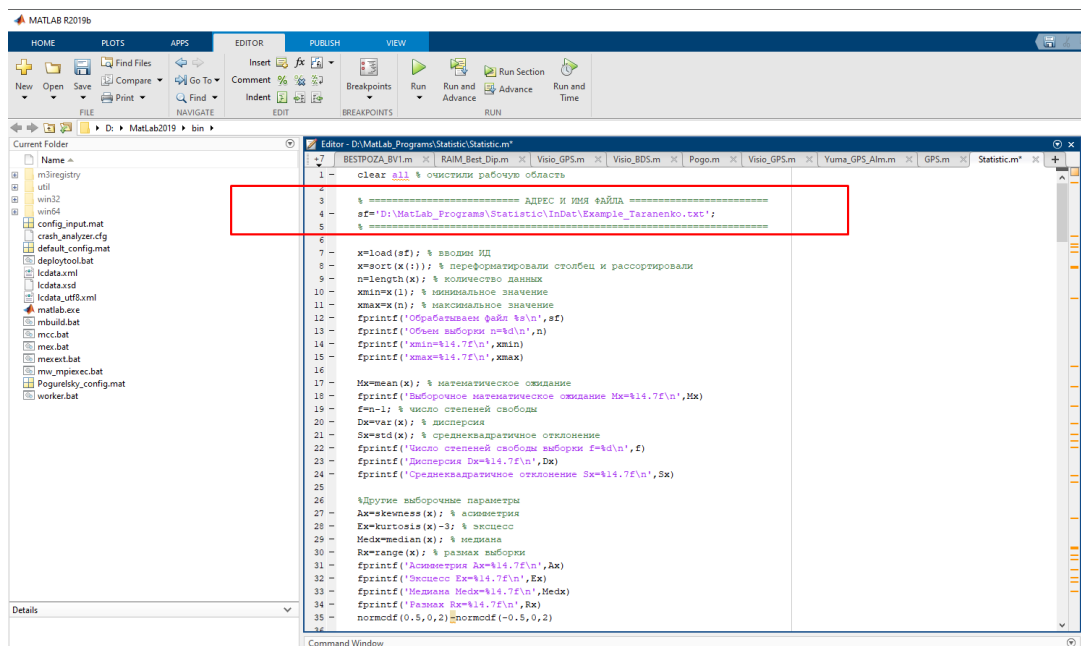 MATLAB R2019b
HOME PLOTS APPS EDITOR PUBLISH VIEW
New Open Save Find Files Compare Print
Go To Find
Insert fx
Comment %
Indent
Breakpoints Run Run and Advance Run Section Advance Run and Time
FILE NAVIGATE EDIT BREAKPOINTS RUN
D: MatLab2019 bin
Current Folder
Name
m3iregistry
util
win32
win64
config_input.mat
crash_analyzer.cfg
default_config.mat
deploytool.bat
lcdata.xml
lcdata.xsd
lcdata_utf8.xml
matlab.exe
mbuild.bat
mcc.bat
mex.bat
mexext.bat
mw_mpiexec.bat
Pogurelsky_config.mat
worker.bat
Details
Editor - D:\MatLab_Programs\Statistic\Statistic.m*
+7 BESTPOZA_BV1.m RAIM_Best_Dip.m Visio_GPS.m Visio_BDS.m Pogo.m Visio_GPS.m Yuma_GPS_Alm.m GPS.m Statistic.m* +
1 – clear all % очистили рабочую область
2
3 % ========================== АДРЕС И ИМЯ ФАЙЛА ========================
4 – sf='D:\MatLab_Programs\Statistic\InDat\Example_Taranenko.txt';
5 % =====================================================================
6
7 – x=load(sf); % вводим ИД
8 – x=sort(x(:)); % переформатировали столбец и рассортировали
9 – n=length(x); % количество данных
10 – xmin=x(1); % минимальное значение
11 – xmax=x(n); % максимальное значение
12 – fprintf('Обрабатываем файл %s\n',sf)
13 – fprintf('Объем выборки n=%d\n',n)
14 – fprintf('xmin=%14.7f\n',xmin)
15 – fprintf('xmax=%14.7f\n',xmax)
16
17 – Mx=mean(x); % математическое ожидание
18 – fprintf('Выборочное математическое ожидание Mx=%14.7f\n',Mx)
19 – f=n-1; % число степеней свободы
20 – Dx=var(x); % дисперсия
21 – Sx=std(x); % среднеквадратичное отклонение
22 – fprintf('Число степеней свободы выборки f=%d\n',f)
23 – fprintf('Дисперсия Dx=%14.7f\n',Dx)
24 – fprintf('Среднеквадратичное отклонение Sx=%14.7f\n',Sx)
25
26 %Другие выборочные параметры
27 – Ax=skewness(x); % асимметрия
28 – Ex=kurtosis(x)-3; % эксцесс
29 – Medx=median(x); % медиана
30 – Rx=range(x); % размах выборки
31 – fprintf('Асимметрия Ax=%14.7f\n',Ax)
32 – fprintf('Эксцесс Ex=%14.7f\n',Ex)
33 – fprintf('Медиана Medx=%14.7f\n',Medx)
34 – fprintf('Размах Rx=%14.7f\n',Rx)
35 – normcdf(0.5,0,2)-normcdf(-0.5,0,2)
36
Command Window